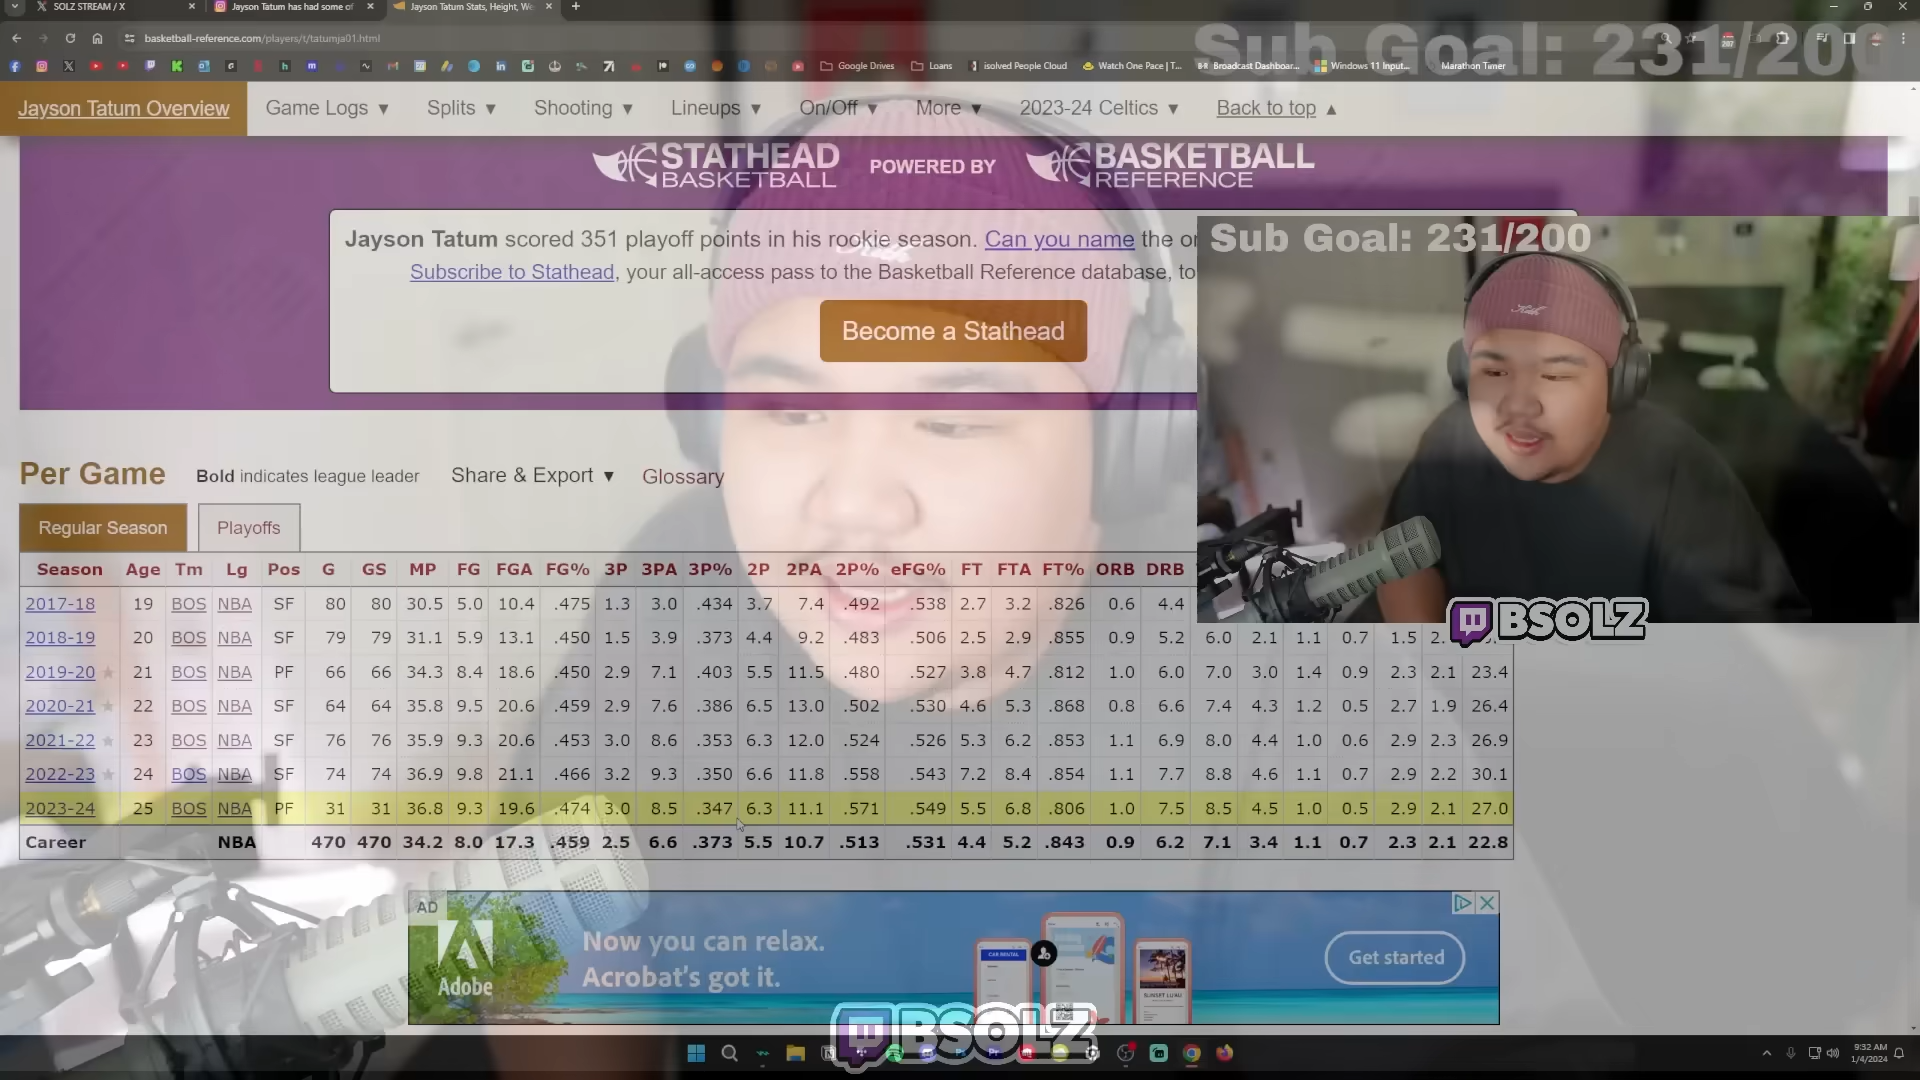 SOLZ STREAM / X
Jayson Tatum has had some of
Jayson Tatum Stats, Height, We
basketball-reference.com/players/t/tatumja01.html
Sub Goal: 231/200
Google Drives
Loans
isolved People Cloud
Watch One Pace | T...
Broadcast Dashboar...
Windows 11 Input...
Marathon Timer
Jayson Tatum Overview Game Logs ▼ Splits ▼ Shooting ▼ Lineups ▼ On/Off ▼ More ▼ 2023-24 Celtics ▼ Back to top ▲
STATHEAD BASKETBALL POWERED BY BASKETBALL REFERENCE
Jayson Tatum scored 351 playoff points in his rookie season. Can you name the
Subscribe to Stathead, your all-access pass to the Basketball Reference database, to
Become a Stathead
Sub Goal: 231/200
Kith
BSOLZ
Per Game Bold indicates league leader Share & Export ▼ Glossary
Regular Season Playoffs
Season Age Tm Lg Pos G GS MP FG FGA FG% 3P 3PA 3P% 2P 2PA 2P% eFG% FT FTA FT% ORB DRB
2017-18 19 BOS NBA SF 80 80 30.5 5.0 10.4 .475 1.3 3.0 .434 3.7 7.4 .492 .538 2.7 3.2 .826 0.6 4.4
2018-19 20 BOS NBA SF 79 79 31.1 5.9 13.1 .450 1.5 3.9 .373 4.4 9.2 .483 .506 2.5 2.9 .855 0.9 5.2 6.0 2.1 1.1 0.7 1.5 2.
2019-20 ★ 21 BOS NBA PF 66 66 34.3 8.4 18.6 .450 2.9 7.1 .403 5.5 11.5 .480 .527 3.8 4.7 .812 1.0 6.0 7.0 3.0 1.4 0.9 2.3 2.1 23.4
2020-21 ★ 22 BOS NBA SF 64 64 35.8 9.5 20.6 .459 2.9 7.6 .386 6.5 13.0 .502 .530 4.6 5.3 .868 0.8 6.6 7.4 4.3 1.2 0.5 2.7 1.9 26.4
2021-22 ★ 23 BOS NBA SF 76 76 35.9 9.3 20.6 .453 3.0 8.6 .353 6.3 12.0 .524 .526 5.3 6.2 .853 1.1 6.9 8.0 4.4 1.0 0.6 2.9 2.3 26.9
2022-23 ★ 24 BOS NBA SF 74 74 36.9 9.8 21.1 .466 3.2 9.3 .350 6.6 11.8 .558 .543 7.2 8.4 .854 1.1 7.7 8.8 4.6 1.1 0.7 2.9 2.2 30.1
2023-24 25 BOS NBA PF 31 31 36.8 9.3 19.6 .474 3.0 8.5 .347 6.3 11.1 .571 .549 5.5 6.8 .806 1.0 7.5 8.5 4.5 1.0 0.5 2.9 2.1 27.0
Career NBA 470 470 34.2 8.0 17.3 .459 2.5 6.6 .373 5.5 10.7 .513 .531 4.4 5.2 .843 0.9 6.2 7.1 3.4 1.1 0.7 2.3 2.1 22.8
AD
Adobe
Now you can relax.
Acrobat's got it.
CAR RENTAL
SUNSET LUAU
Get started
BSOLZ
9:32 AM
1/4/2024